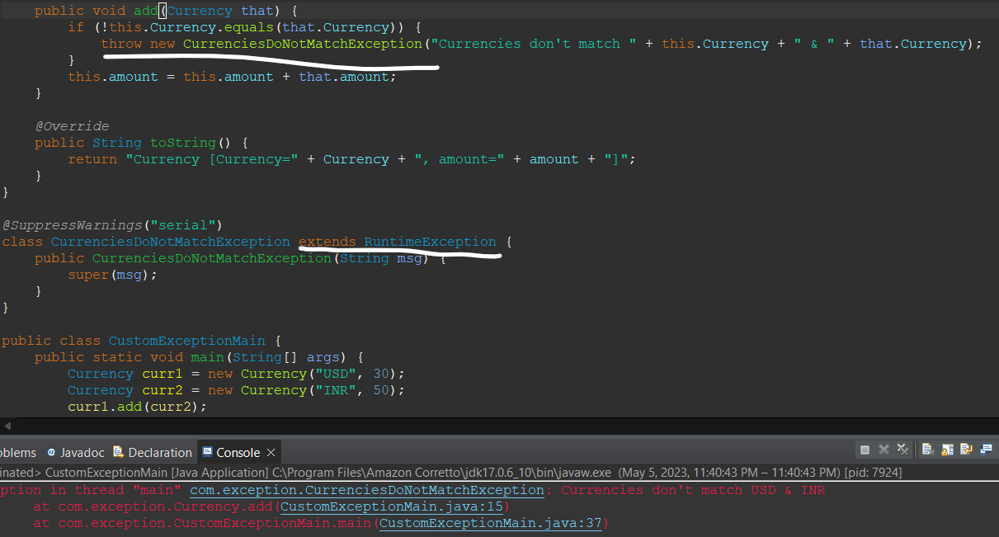 public void add(Currency that) {
if (!this.Currency.equals(that.Currency)) {
throw new CurrenciesDoNotMatchException("Currencies don't match " + this.Currency + " & " + that.Currency);
}
this.amount = this.amount + that.amount;
}
@Override
public String toString() {
return "Currency [Currency=" + Currency + ", amount=" + amount + "]";
}
}
@SuppressWarnings("serial")
class CurrenciesDoNotMatchException extends RuntimeException {
public CurrenciesDoNotMatchException(String msg) {
super(msg);
}
}
public class CustomExceptionMain {
public static void main(String[] args) {
Currency curr1 = new Currency("USD", 30);
Currency curr2 = new Currency("INR", 50);
curr1.add(curr2);
oblems @ Javadoc Declaration Console
inated> CustomExceptionMain [Java Application] C:\Program Files\Amazon Corretto\jdk17.0.6_10\bin\javaw.exe (May 5, 2023, 11:40:43 PM – 11:40:43 PM) [pid: 7924]
ption in thread "main" com.exception.CurrenciesDoNotMatchException: Currencies don't match USD & INR
at com.exception.Currency.add(CustomExceptionMain.java:15)
at com.exception.CustomExceptionMain.main(CustomExceptionMain.java:37)